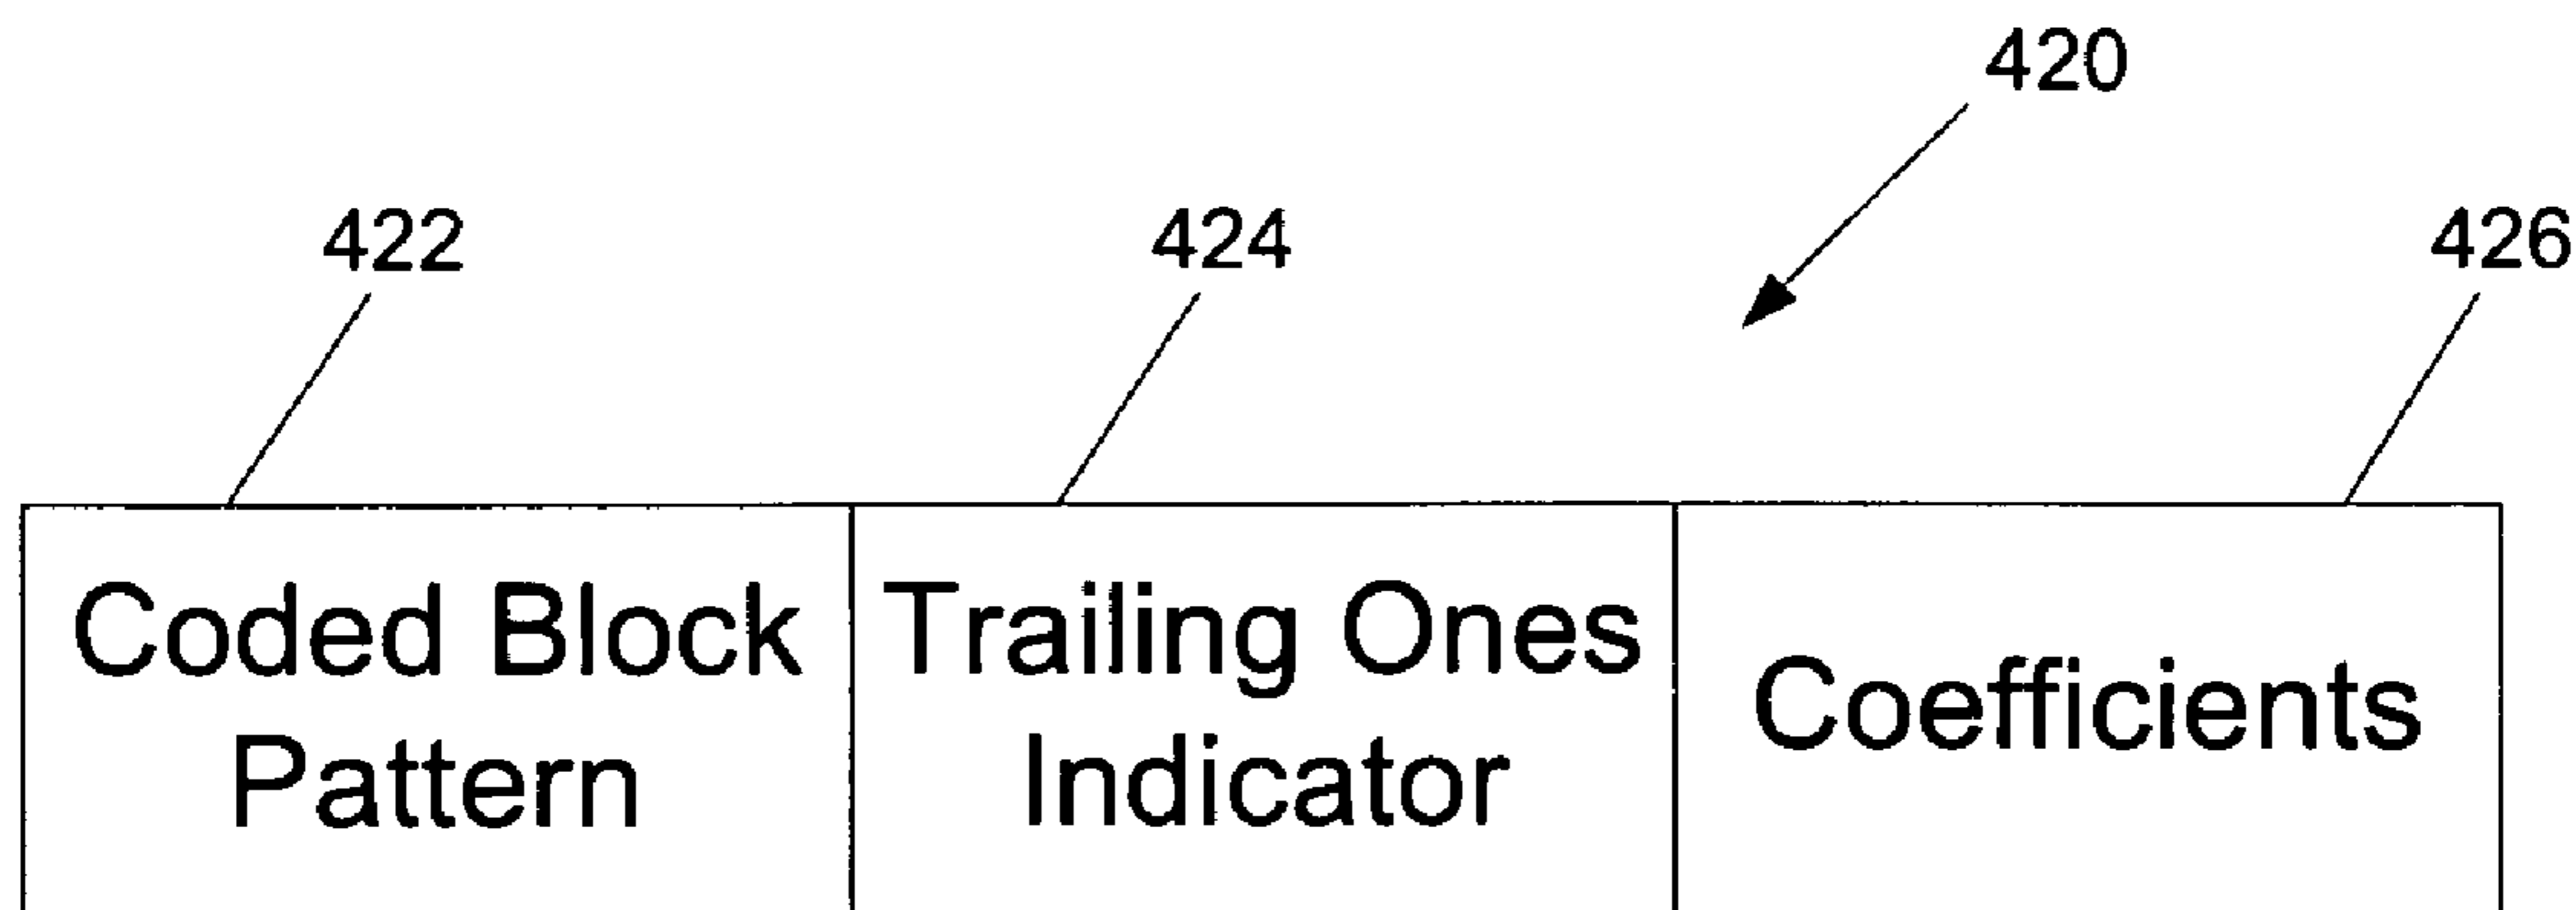 420
422
424
426
Coded Block
Pattern
Trailing Ones
Indicator
Coefficients